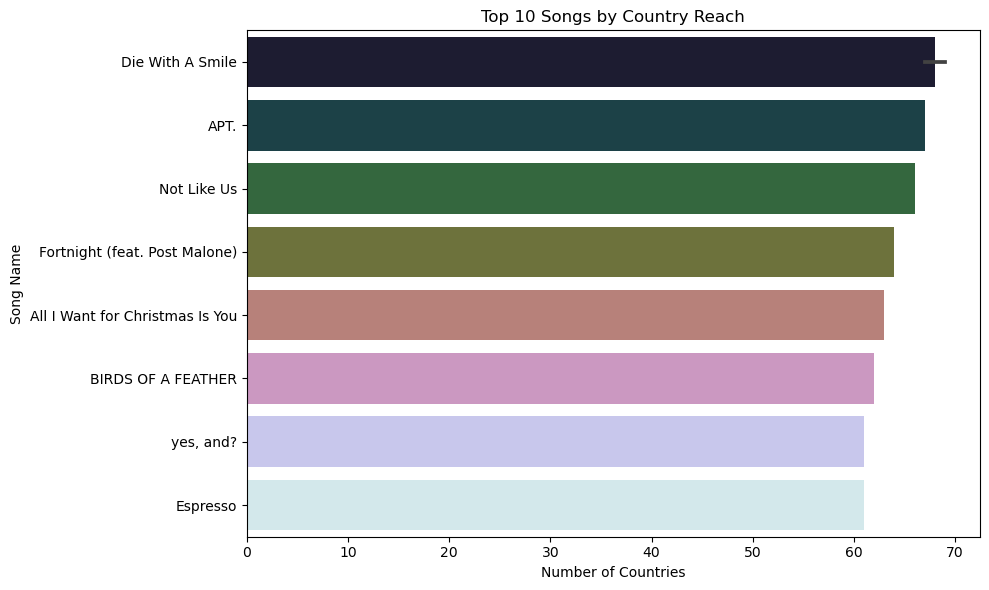 Top 10 Songs by Country Reach
Song Name
Die With A Smile
APT.
Not Like Us
Fortnight (feat. Post Malone)
All I Want for Christmas Is You
BIRDS OF A FEATHER
yes, and?
Espresso
0 10 20 30 40 50 60 70
Number of Countries